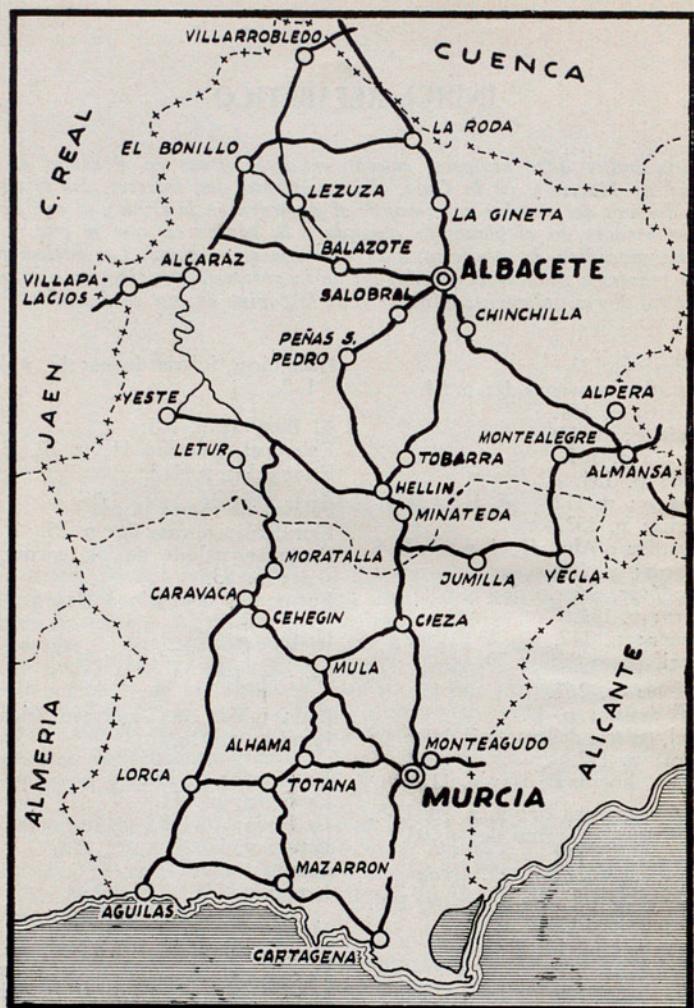 VILLARROBLEDO
CUENCA
C. REAL
LA RODA
EL BONILLO
LEZUZA
LA GINETA
BALAZOTE
ALCARAZ
VILLAPA-
LACIOS
ALBACETE
SALOBRAL
CHINCHILLA
PEÑAS S.
PEDRO
JAEN
YESTE
ALPERA
MONTEALEGRE
LETUR
TOBARRA
ALMANSA
HELLIN
MINATEDA
MORATALLA
JUMILLA
YECLA
CARAVACA
CEHEGIN
CIEZA
MULA
ALICANTE
ALMERIA
ALHAMA
MONTEAGUDO
LORCA
TOTANA
MURCIA
MAZARRON
AGUILAS
CARTAGENA